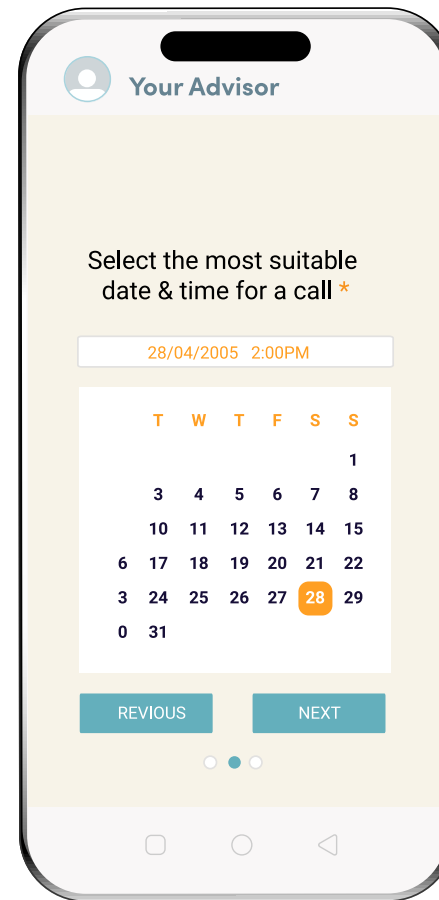 Your Advisor
Select the most suitable
date & time for a call *
28/04/2005 2:00PM
T W T F S S
1
3 4 5 6 7 8
10 11 12 13 14 15
6 17 18 19 20 21 22
3 24 25 26 27 28 29
0 31
REVIOUS NEXT